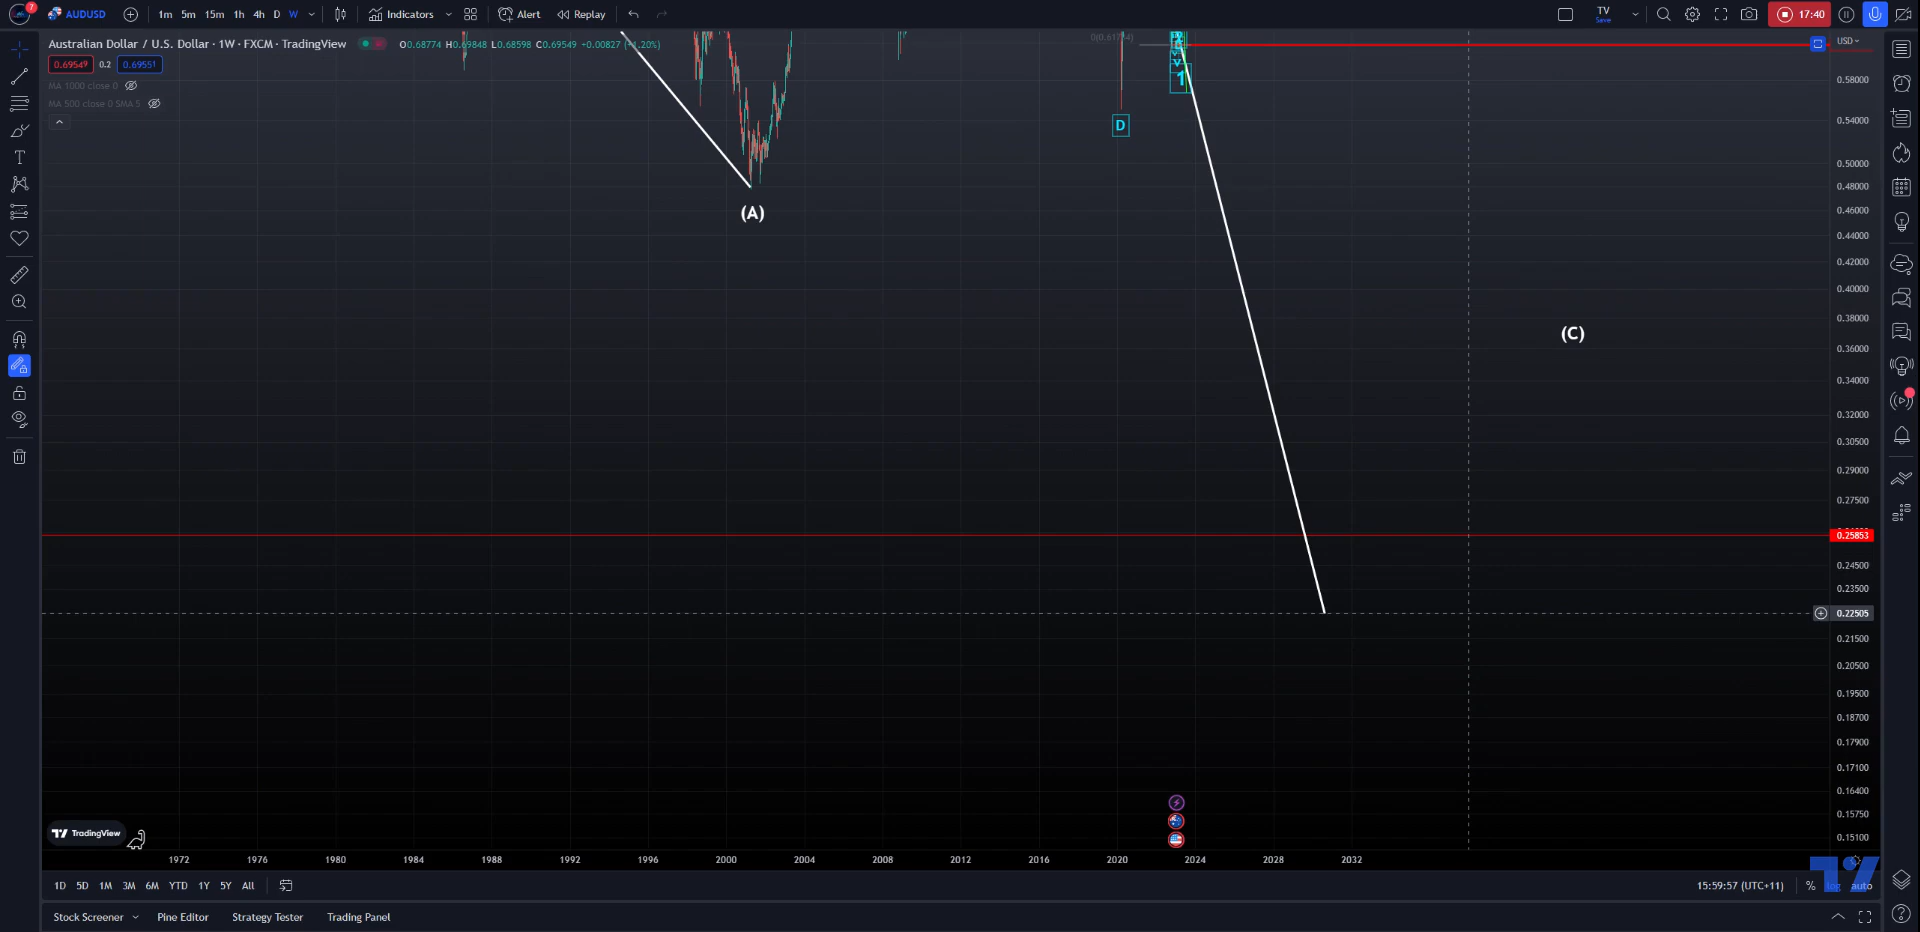 7
AUDUSD
1m 5m 15m 1h 4h D W
Indicators
Alert
Replay
TV
Save
17:40
Australian Dollar / U.S. Dollar · 1W · FXCM · TradingView
O0.68774 H0.69848 L0.68598 C0.69549 +0.00827 (+1.20%)
USD
0.69549 0.2 0.69551
MA 1000 close 0
MA 500 close 0 SMA 5
V
1
D
(A)
(C)
0.58000
0.54000
0.50000
0.48000
0.46000
0.44000
0.42000
0.40000
0.38000
0.36000
0.34000
0.32000
0.30500
0.29000
0.27500
0.25853
0.24500
0.23500
0.22505
0.21500
0.20500
0.19500
0.18700
0.17900
0.17100
0.16400
0.15750
0.15100
TradingView
1972 1976 1980 1984 1988 1992 1996 2000 2004 2008 2012 2016 2020 2024 2028 2032
1D 5D 1M 3M 6M YTD 1Y 5Y All
15:59:57 (UTC+11) % log auto
Stock Screener Pine Editor Strategy Tester Trading Panel